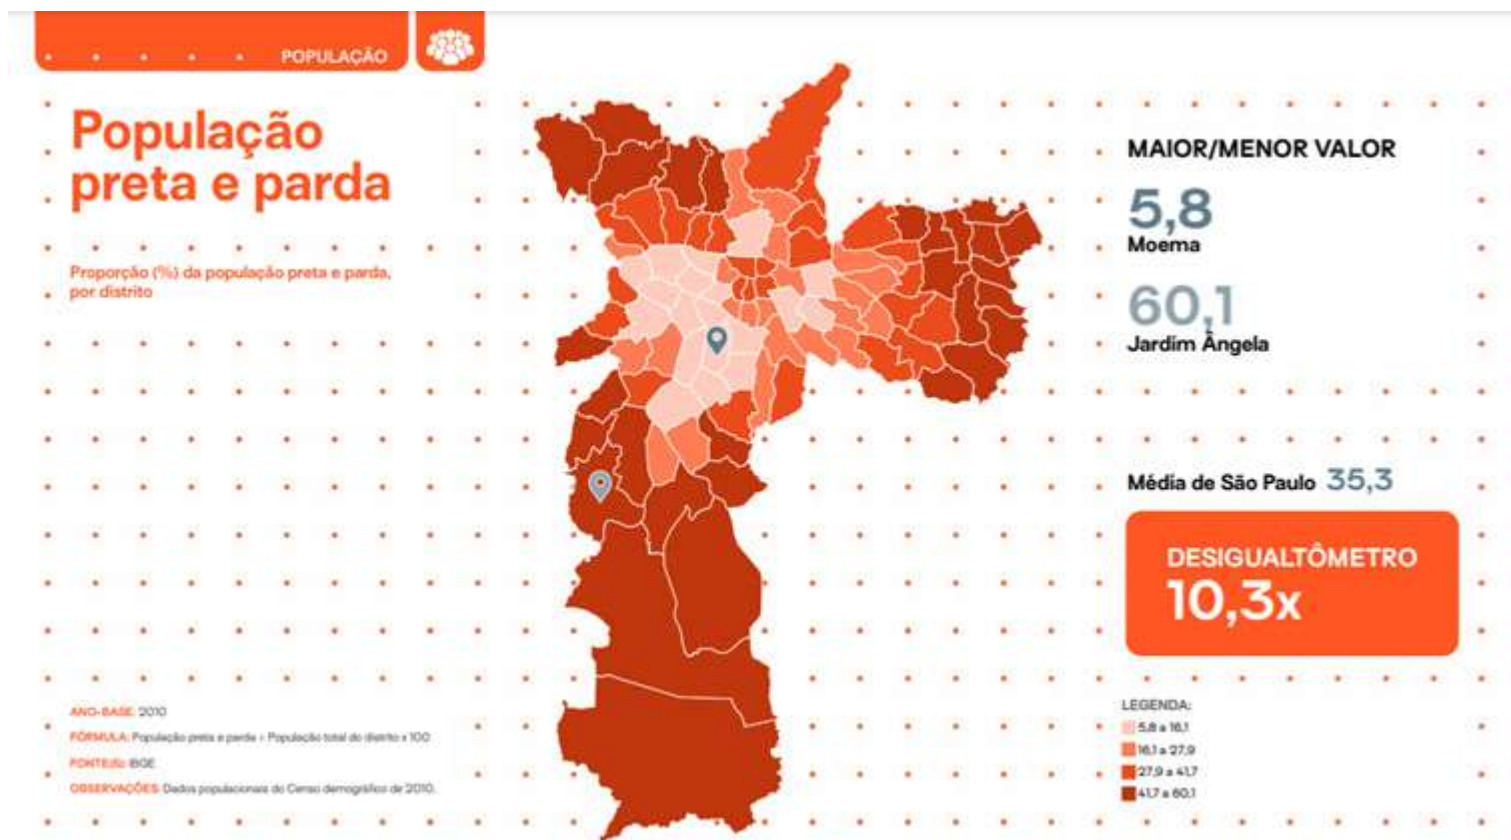 POPULAÇÃO
População
preta e parda
Proporção (%) da população preta e parda,
por distrito
ANO-BASE: 2010
FÓRMULA: População preta e parda ÷ População total do distrito x 100
FONTE(S): IBGE
OBSERVAÇÕES: Dados populacionais do Censo demográfico de 2010.
MAIOR/MENOR VALOR
5,8
Moema
60,1
Jardim Ângela
Média de São Paulo 35,3
DESIGUALTÔMETRO
10,3x
LEGENDA:
5,8 a 16,1
16,1 a 27,9
27,9 a 41,7
41,7 a 60,1